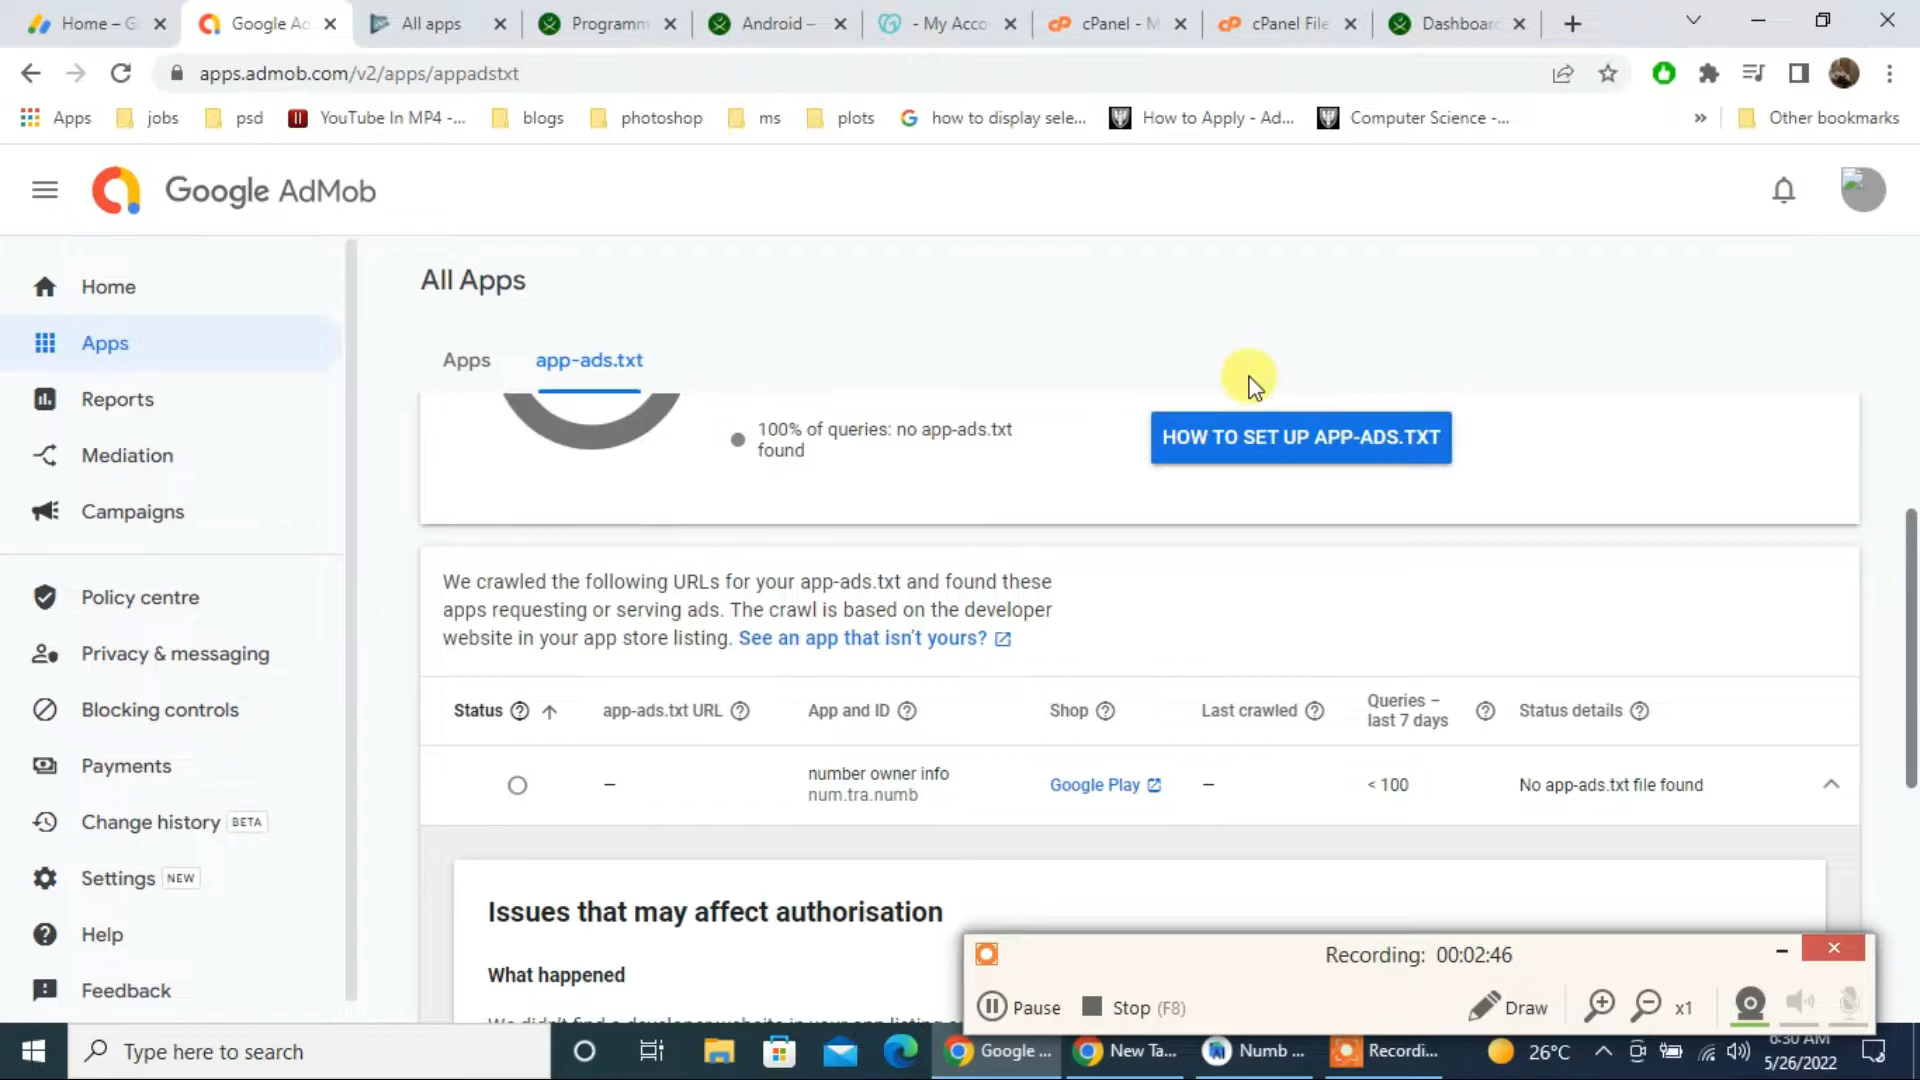 Home – G
Google Ad
All apps
Programm
Android –
- My Acco
cPanel - M
cPanel File
Dashboard
apps.admob.com/v2/apps/appadstxt
Apps
jobs
psd
YouTube In MP4 -...
blogs
photoshop
ms
plots
how to display sele...
How to Apply - Ad...
Computer Science -...
»
Other bookmarks
Google AdMob
Home
Apps
Reports
Mediation
Campaigns
Policy centre
Privacy & messaging
Blocking controls
Payments
Change history BETA
Settings NEW
Help
Feedback
All Apps
Apps
app-ads.txt
100% of queries: no app-ads.txt
found
HOW TO SET UP APP-ADS.TXT
We crawled the following URLs for your app-ads.txt and found these
apps requesting or serving ads. The crawl is based on the developer
website in your app store listing. See an app that isn't yours?
Status
app-ads.txt URL
App and ID
Shop
Last crawled
Queries –
last 7 days
Status details
–
number owner info
num.tra.numb
Google Play
–
< 100
No app-ads.txt file found
Issues that may affect authorisation
What happened
Recording: 00:02:46
Pause
Stop (F8)
Draw
x1
Type here to search
Google ...
New Ta...
Numb ...
Recordi...
26°C
6:30 AM
5/26/2022